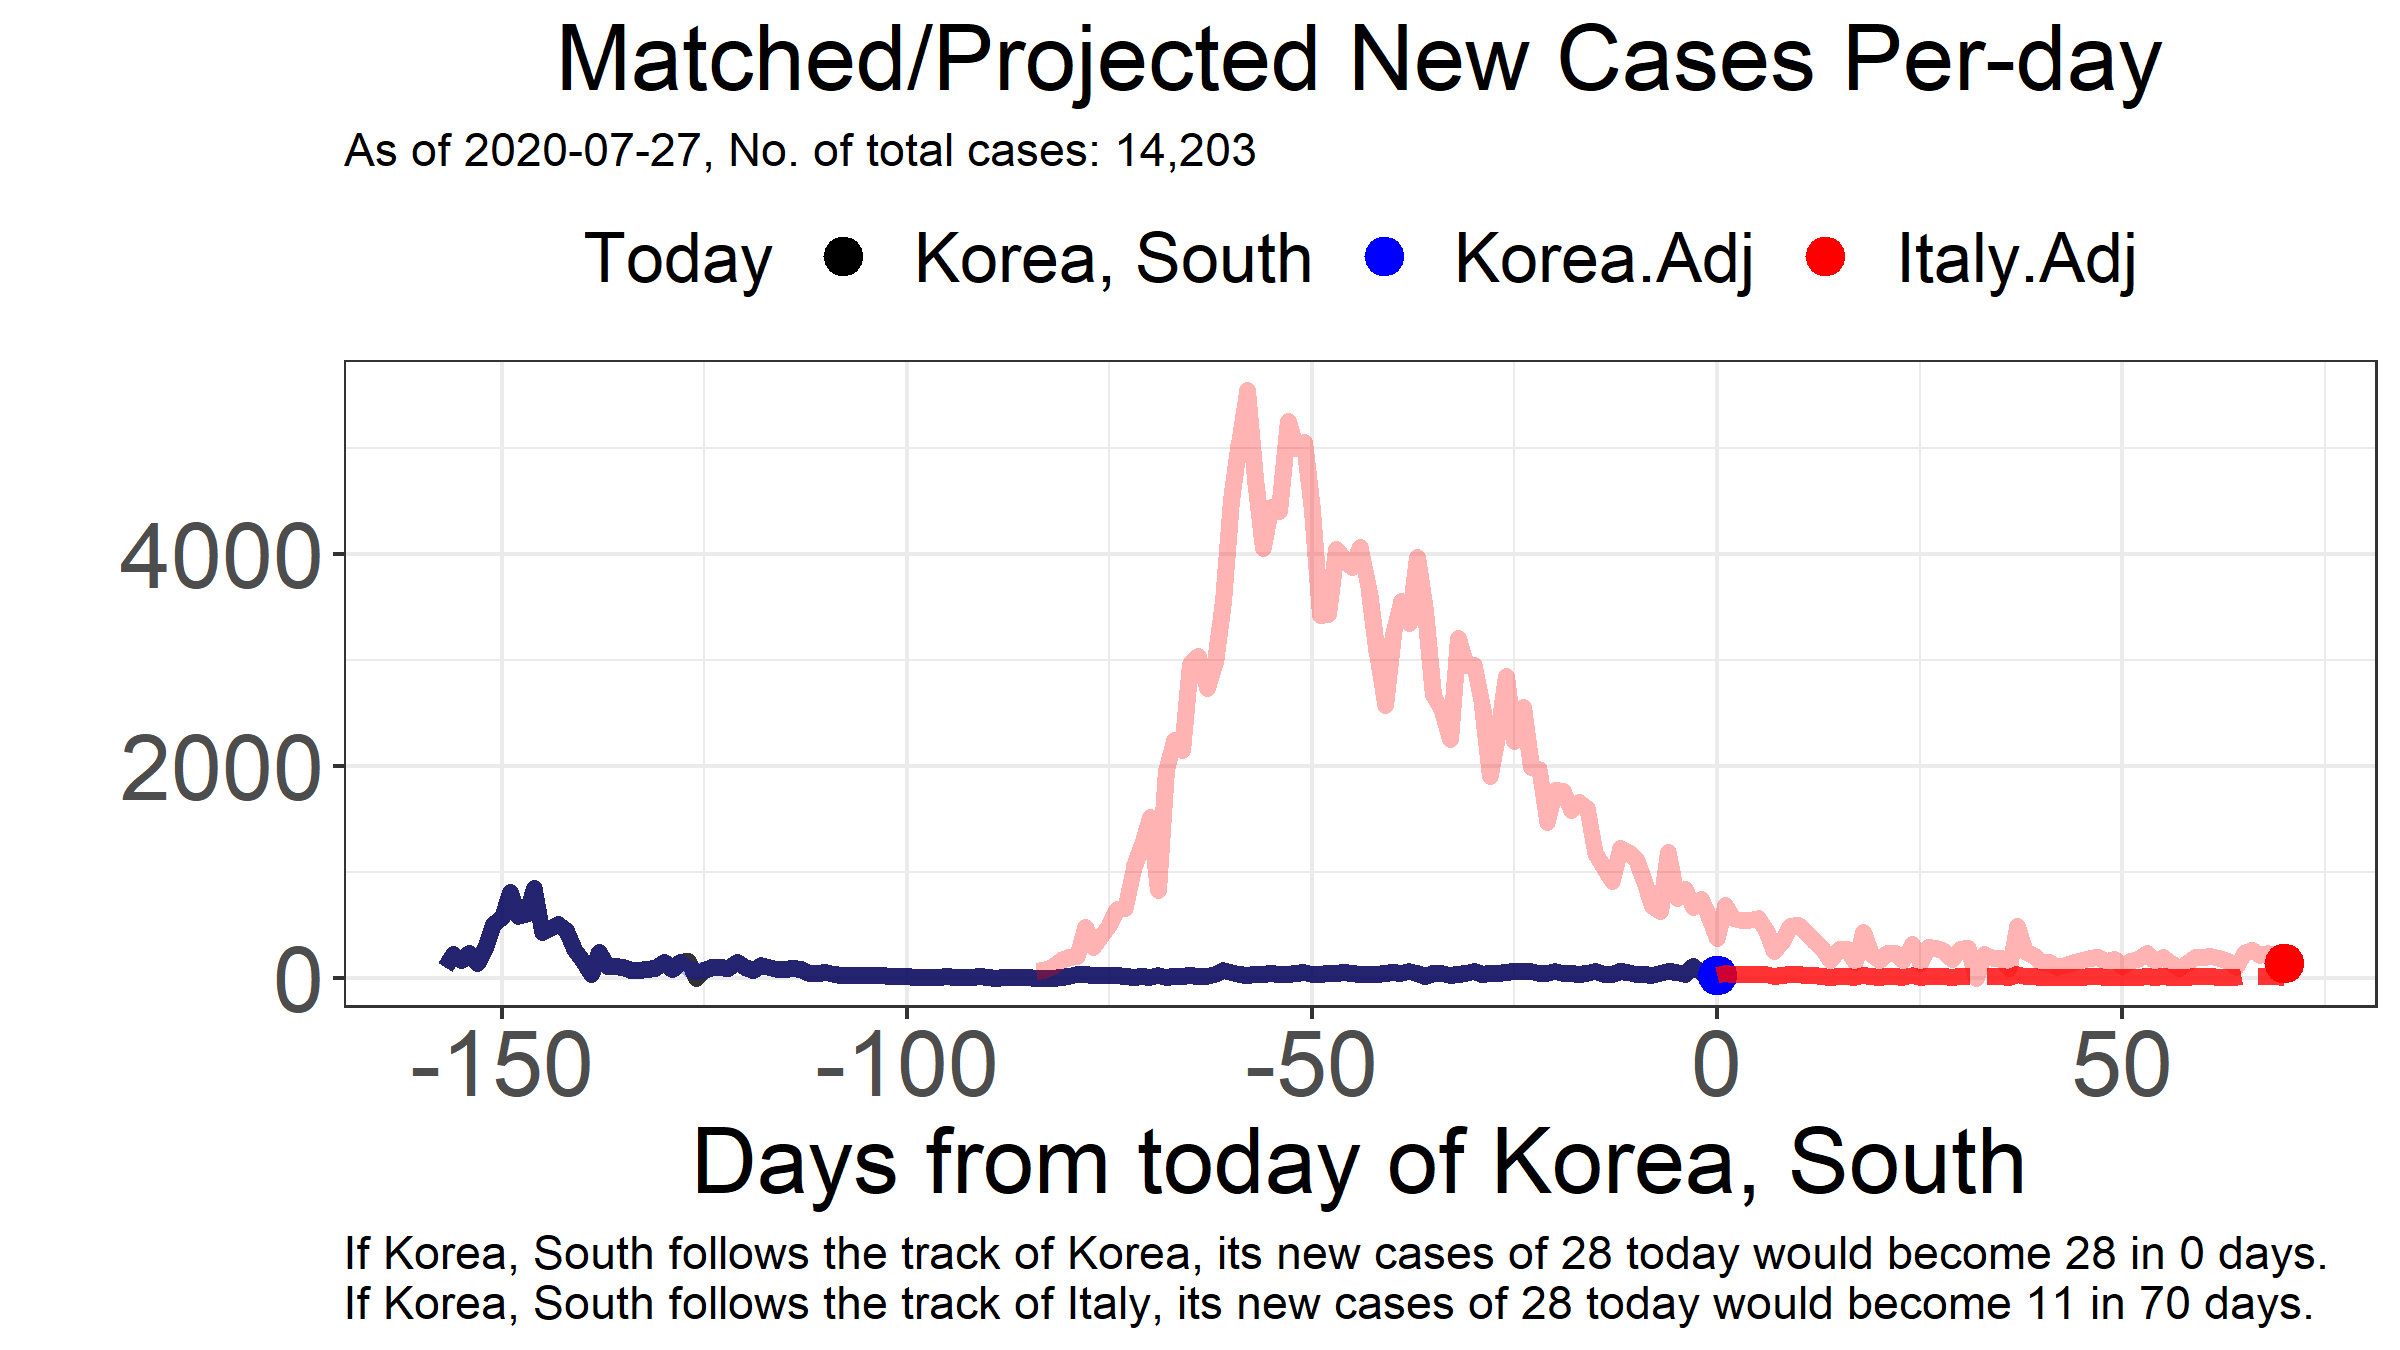 Matched/Projected New Cases Per-day
As of 2020-07-27, No. of total cases: 14,203
Today Korea, South Korea.Adj Italy.Adj
4000
2000
0
-150 -100 -50 0 50
Days from today of Korea, South
If Korea, South follows the track of Korea, its new cases of 28 today would become 28 in 0 days.
If Korea, South follows the track of Italy, its new cases of 28 today would become 11 in 70 days.